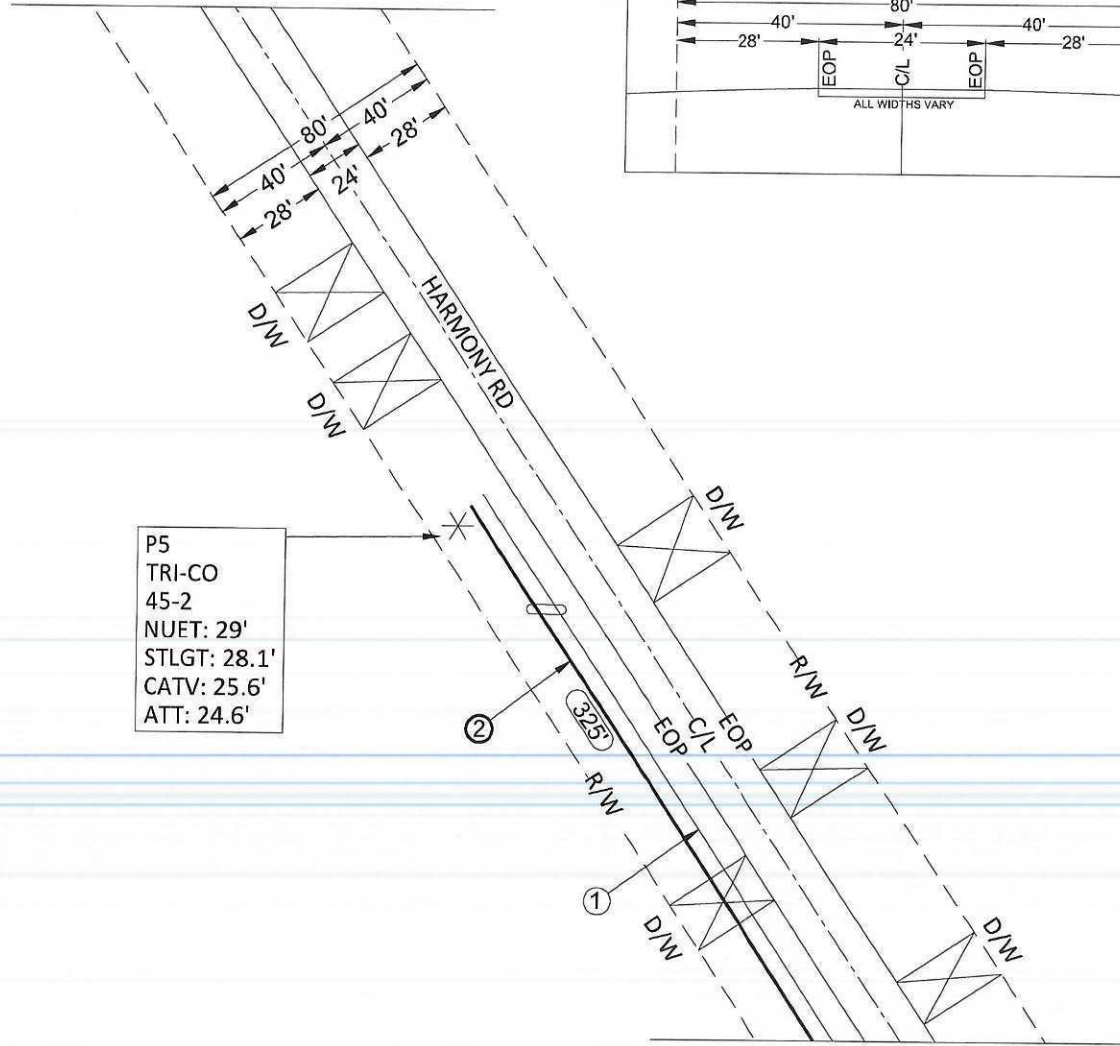 80'
40'
40'
28'
24'
28'
EOP
C/L
EOP
ALL WIDTHS VARY
80'
40'
28'
40'
24'
28'
D/W
D/W
HARMONY RD
D/W
P5
TRI-CO
45-2
NUET: 29'
STLGT: 28.1'
CATV: 25.6'
ATT: 24.6'
R/W
D/W
2
325'
EOP
C/L
EOP
R/W
1
D/W
D/W